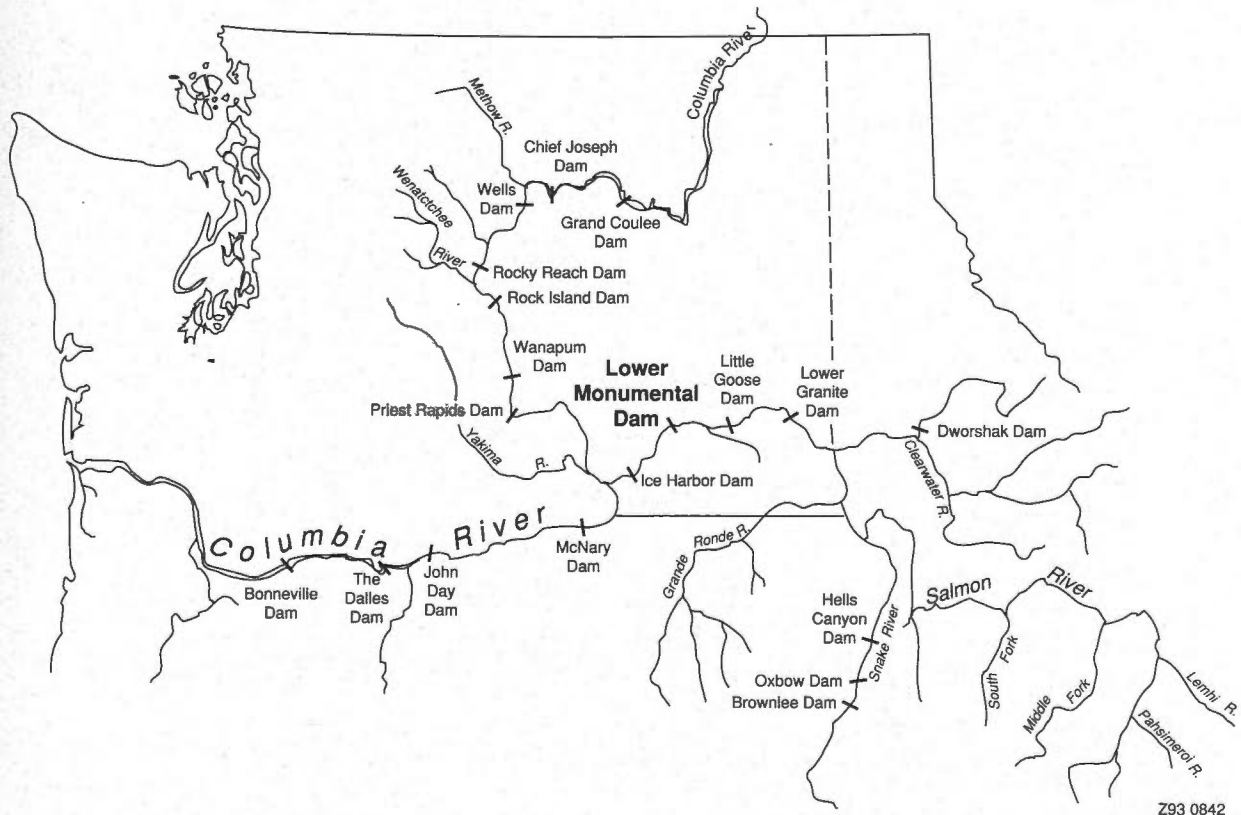 Columbia River
Methow R.
Chief Joseph
Dam
Wells
Dam
Grand Coulee
Dam
Wenatctchee
River
Rocky Reach Dam
Rock Island Dam
Wanapum
Dam
Priest Rapids Dam
Lower
Monumental
Dam
Little
Goose
Dam
Lower
Granite
Dam
Dworshak Dam
Clearwater R.
Yakima
R.
Ice Harbor Dam
Columbia River
McNary
Dam
John
Day
Dam
The
Dalles
Dam
Bonneville
Dam
Grande
Ronde R.
Hells
Canyon
Dam
Snake River
Oxbow Dam
Brownlee Dam
Salmon River
South Fork
Middle Fork
Lemhi R.
Pahsimeroi R.
Z93 0842